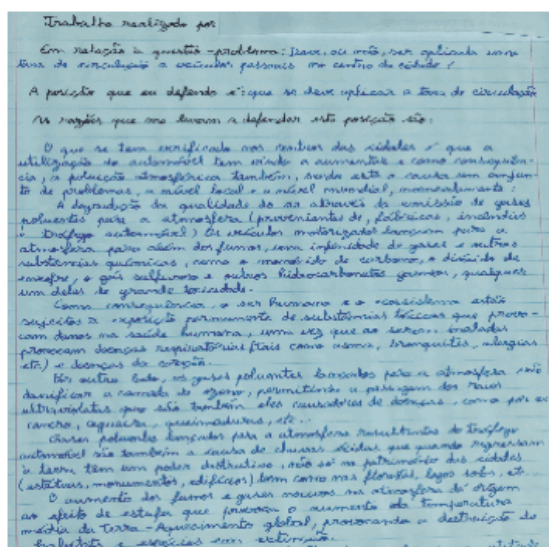 Trabalho realizado por
Em relação à questão-problema: Deve, ou não, ser aplicada uma
taxa de circulação a veículos pessoais no centro da cidade?
A posição que eu defendo é: que se deve aplicar a taxa de circulação
As razões que me levam a defender esta posição são:
O que se tem verificado nos centros das cidades é que a
utilização do automóvel tem vindo a aumentar e como consequên-
cia, a poluição atmosférica também, sendo esta a causa um conjun-
to de problemas, a nível local e a nível mundial, nomeadamente:
A degradação da qualidade do ar através da emissão de gases
poluentes para a atmosfera (provenientes de, fábricas, incêndios
e tráfego automóvel) Os veículos motorizados lançam para a
atmosfera para além dos fumos, uma infinidade de gases e outras
substâncias químicas, como o monóxido de carbono, o dióxido de
enxofre, o gás sulfuroso e outros hidrocarbonetos gasosos, qualquer
um deles de grande toxicidade.
Como consequência, o ser humano e o ecossistema estão
sujeitos à exposição permanente de substâncias tóxicas que provo-
cam danos na saúde humana, uma vez que ao serem inaladas
provocam doenças respiratórias (tais como asma, bronquites, alergias
etc.) e doenças do coração.
Por outro lado, os gases poluentes lançados para a atmosfera vão
danificar a camada de ozono, permitindo a passagem dos raios
ultravioletas que são também eles causadores de doenças, como por ex
cancro, cegueira, queimaduras, etc..
Gases poluentes lançados para a atmosfera resultantes do tráfego
automóvel são também a causa de chuvas ácidas que quando regressam
à terra têm um poder destrutivo, não só no património das cidades
(estátuas, monumentos, edifícios) bem como nas florestas, lagos solos, etc.
O aumento dos fumos e gases nocivos na atmosfera dá origem
ao efeito de estufa que provoca o aumento da temperatura
média da Terra - Aquecimento global, provocando a destruição de
habitats e espécies em extinção.